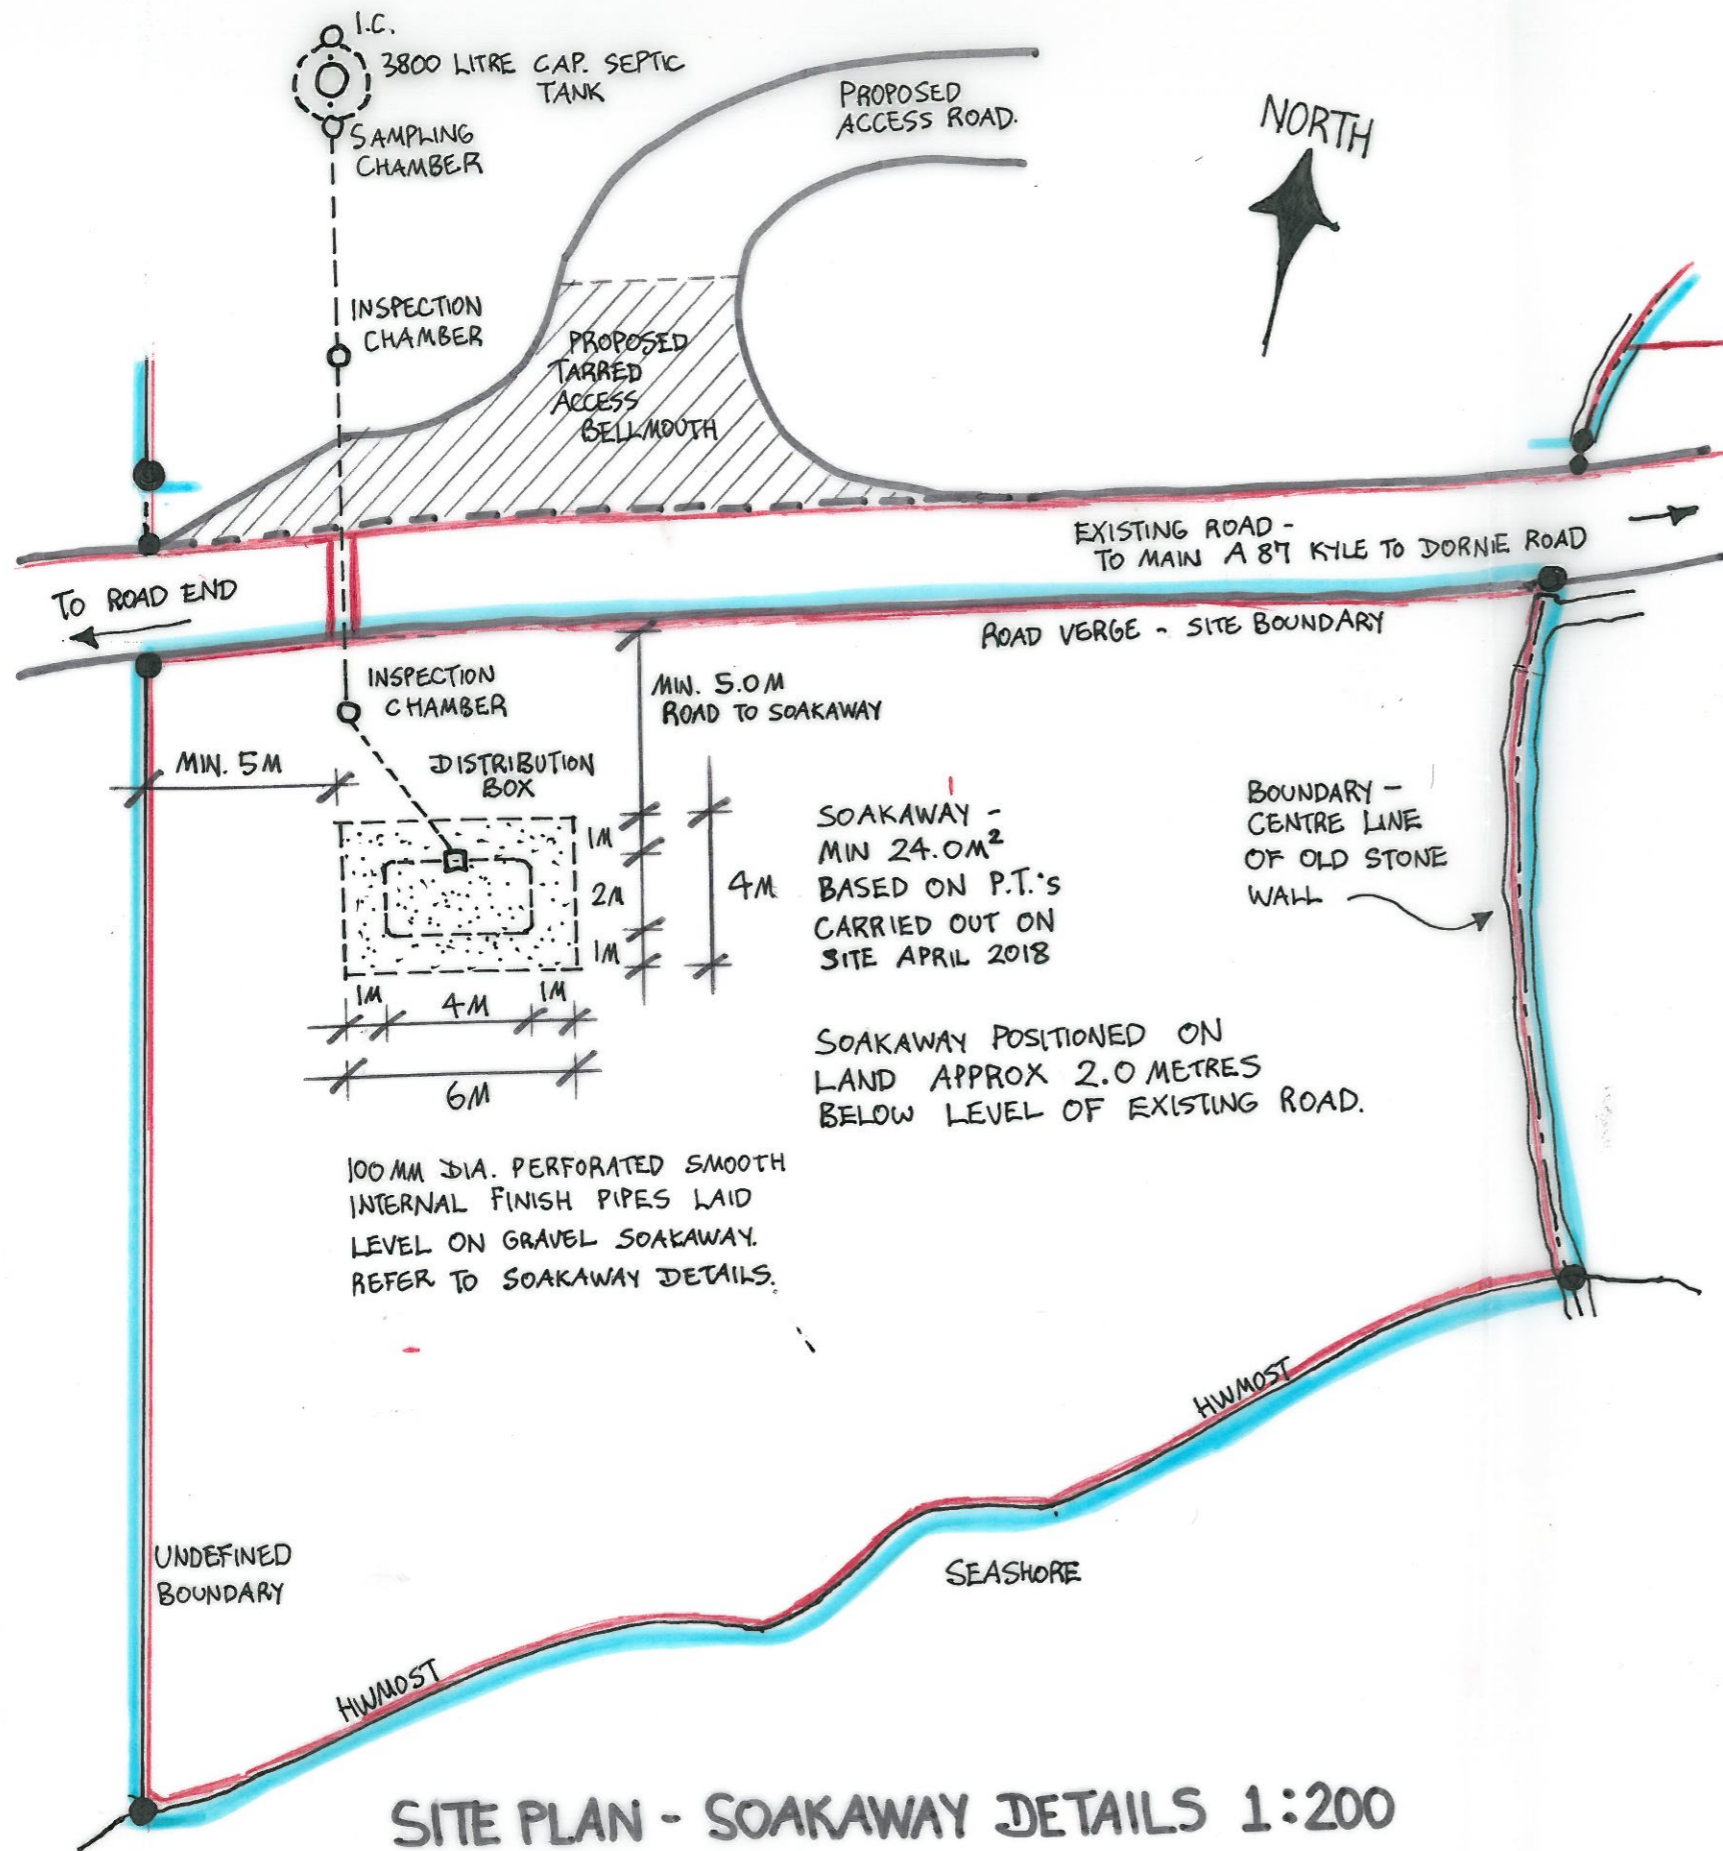 I.C.
3800 LITRE CAP. SEPTIC
TANK
SAMPLING
CHAMBER
PROPOSED
ACCESS ROAD.
NORTH
INSPECTION
CHAMBER
PROPOSED
TARRED
ACCESS
BELLMOUTH
EXISTING ROAD -
TO MAIN A 87 KYLE TO DORNIE ROAD
TO ROAD END
ROAD VERGE - SITE BOUNDARY
INSPECTION
CHAMBER
MIN. 5.0M
ROAD TO SOAKAWAY
MIN. 5M
DISTRIBUTION
BOX
1M
2M
1M
4M
SOAKAWAY -
MIN 24.0M²
BASED ON P.T.'S
CARRIED OUT ON
SITE APRIL 2018
BOUNDARY -
CENTRE LINE
OF OLD STONE
WALL
1M
4M
1M
6M
SOAKAWAY POSITIONED ON
LAND APPROX 2.0 METRES
BELOW LEVEL OF EXISTING ROAD.
100MM DIA. PERFORATED SMOOTH
INTERNAL FINISH PIPES LAID
LEVEL ON GRAVEL SOAKAWAY.
REFER TO SOAKAWAY DETAILS.
HWMOST
UNDEFINED
BOUNDARY
SEASHORE
HWMOST
SITE PLAN - SOAKAWAY DETAILS 1:200